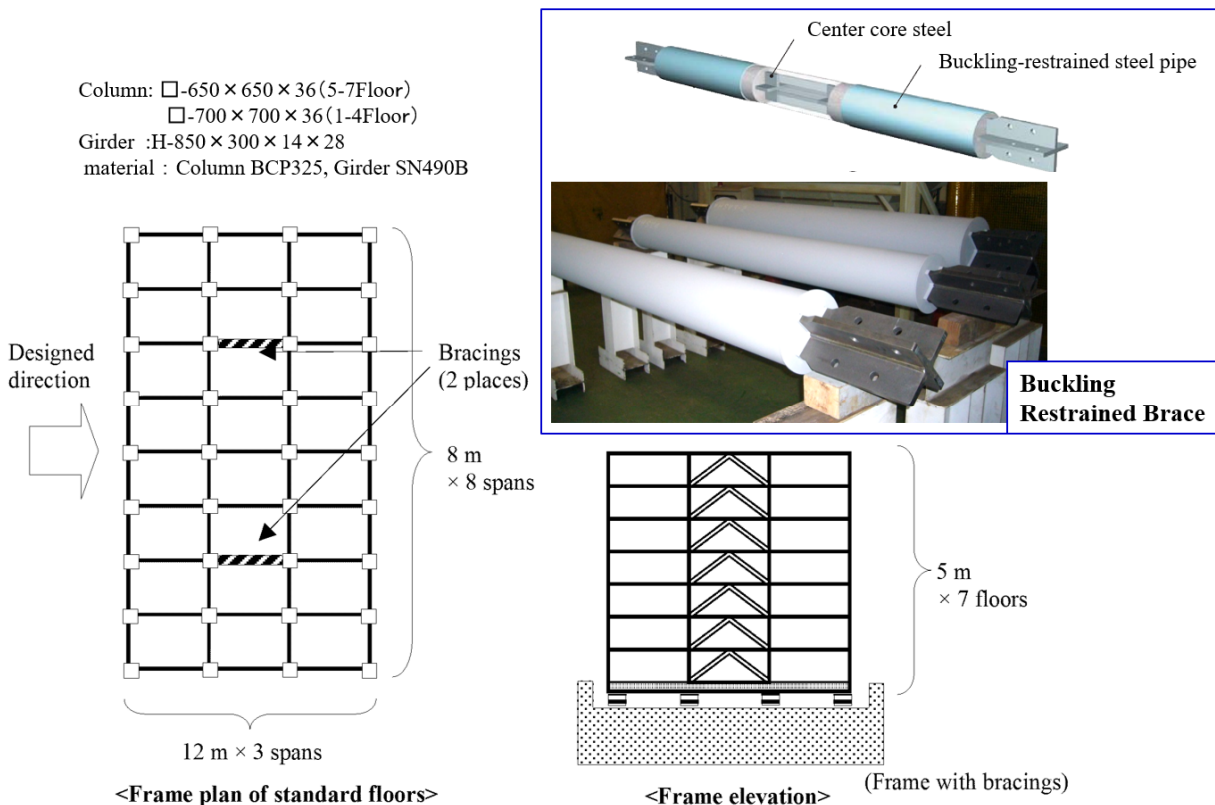 Column: □-650×650×36(5-7Floor)
□-700×700×36(1-4Floor)
Girder :H-850×300×14×28
material : Column BCP325, Girder SN490B
Center core steel
Buckling-restrained steel pipe
Buckling
Restrained Brace
Designed
direction
Bracings
(2 places)
8 m
× 8 spans
12 m × 3 spans
<Frame plan of standard floors>
5 m
× 7 floors
(Frame with bracings)
<Frame elevation>